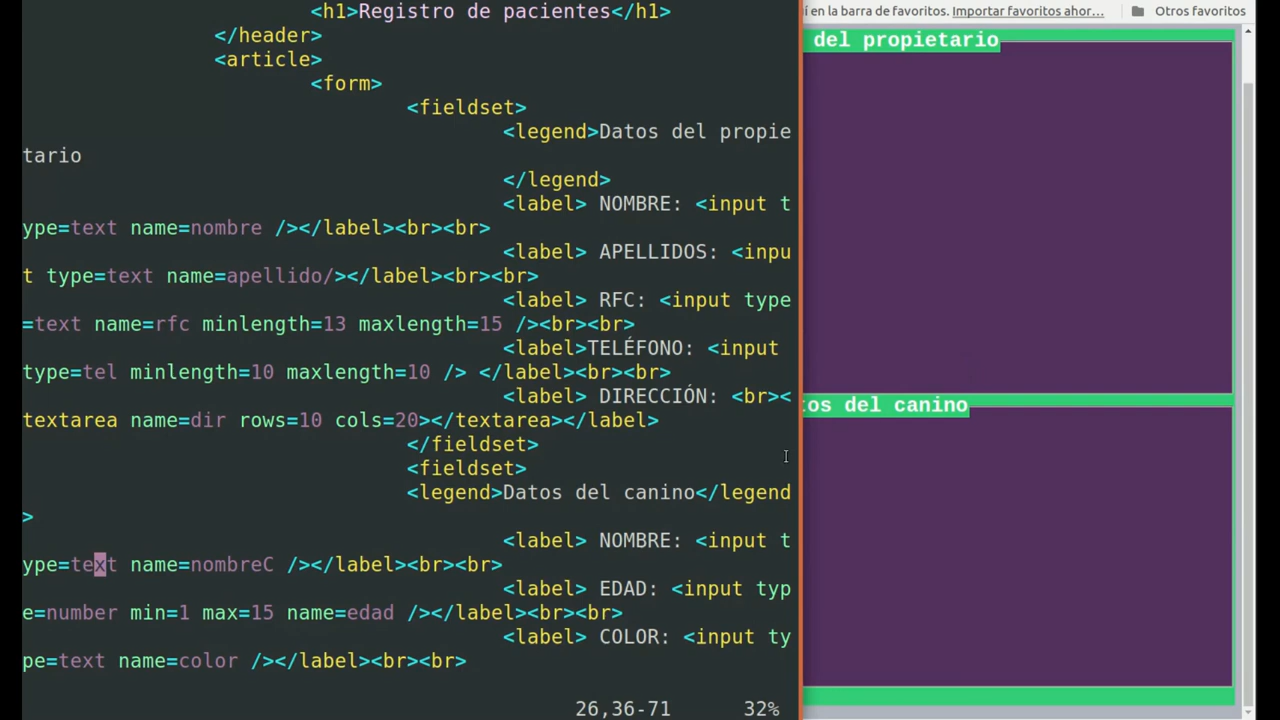 <h1>Registro de pacientes</h1>
</header>
<article>
<form>
<fieldset>
<legend>Datos del propie
tario
</legend>
<label> NOMBRE: <input t
ype=text name=nombre /></label><br><br>
<label> APELLIDOS: <inpu
t type=text name=apellido/></label><br><br>
<label> RFC: <input type
=text name=rfc minlength=13 maxlength=15 /><br><br>
<label>TELÉFONO: <input
type=tel minlength=10 maxlength=10 /> </label><br><br>
<label> DIRECCIÓN: <br><
textarea name=dir rows=10 cols=20></textarea></label>
</fieldset>
<fieldset>
<legend>Datos del canino</legend
>
<label> NOMBRE: <input t
ype=text name=nombreC /></label><br><br>
<label> EDAD: <input typ
e=number min=1 max=15 name=edad /></label><br><br>
<label> COLOR: <input ty
pe=text name=color /></label><br><br>
26,36-71 32%
í en la barra de favoritos. Importar favoritos ahor... Otros favoritos
del propietario
tos del canino